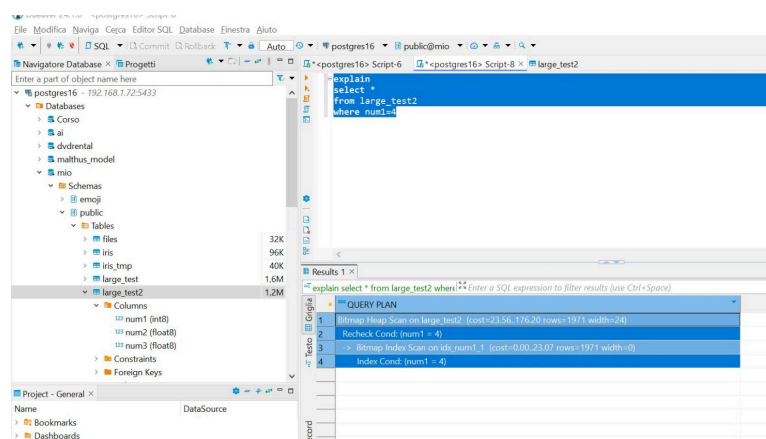 File Modifica Naviga Cerca Editor SQL Database Finestra Aiuto
SQL Commit Rollback Auto postgres16 public@mio
Navigatore Database Progetti
*<postgres16> Script-6 *<postgres16> Script-8 large_test2
Enter a part of object name here
postgres16 - 192.168.1.72:5433
Databases
Corso
ai
dvdrental
malthus_model
mio
Schemas
emoji
public
Tables
files 32K
iris 96K
iris_tmp 40K
large_test 1,6M
large_test2 1,2M
Columns
123 num1 (int8)
123 num2 (float8)
123 num3 (float8)
Constraints
Foreign Keys
explain
select *
from large_test2
where num1=4
Results 1
explain select * from large_test2 where Enter a SQL expression to filter results (use Ctrl+Space)
Griglia
Testo
QUERY PLAN
1 Bitmap Heap Scan on large_test2 (cost=23.56..176.20 rows=1971 width=24)
2 Recheck Cond: (num1 = 4)
3 -> Bitmap Index Scan on idx_num1_1 (cost=0.00..23.07 rows=1971 width=0)
4 Index Cond: (num1 = 4)
Project - General
Name DataSource
Bookmarks
Dashboards